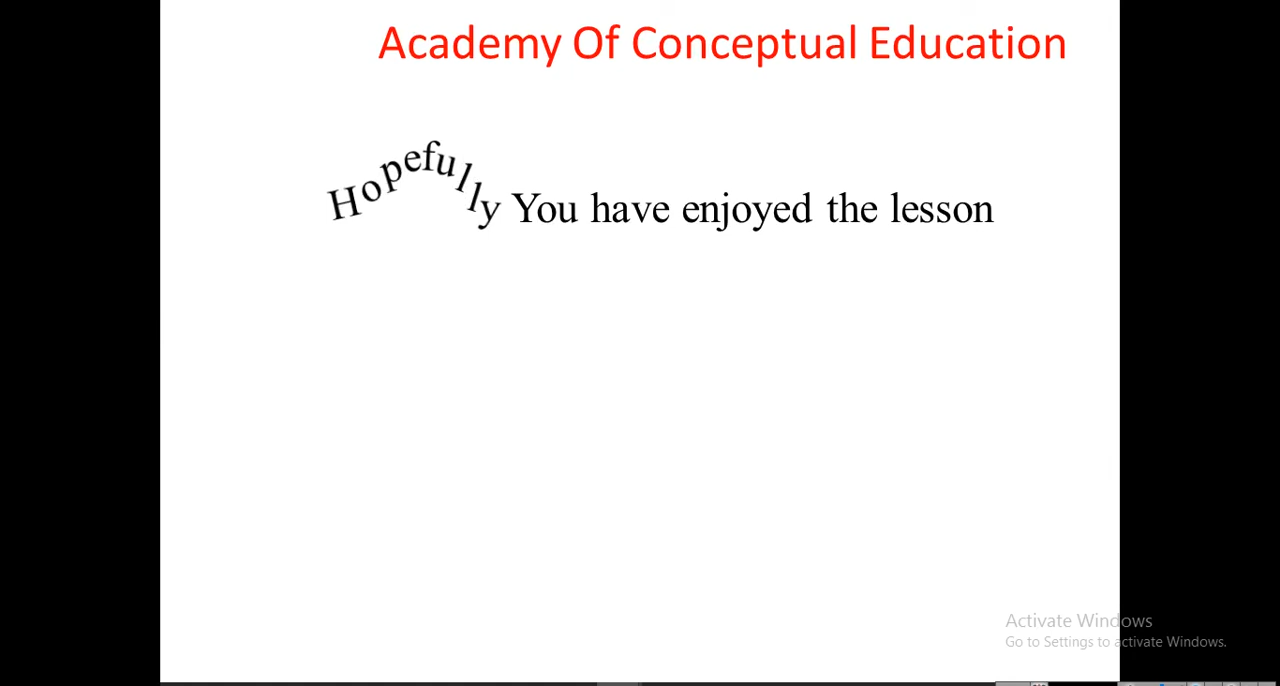 Academy Of Conceptual Education
Hopefully You have enjoyed the lesson
Activate Windows
Go to Settings to activate Windows.